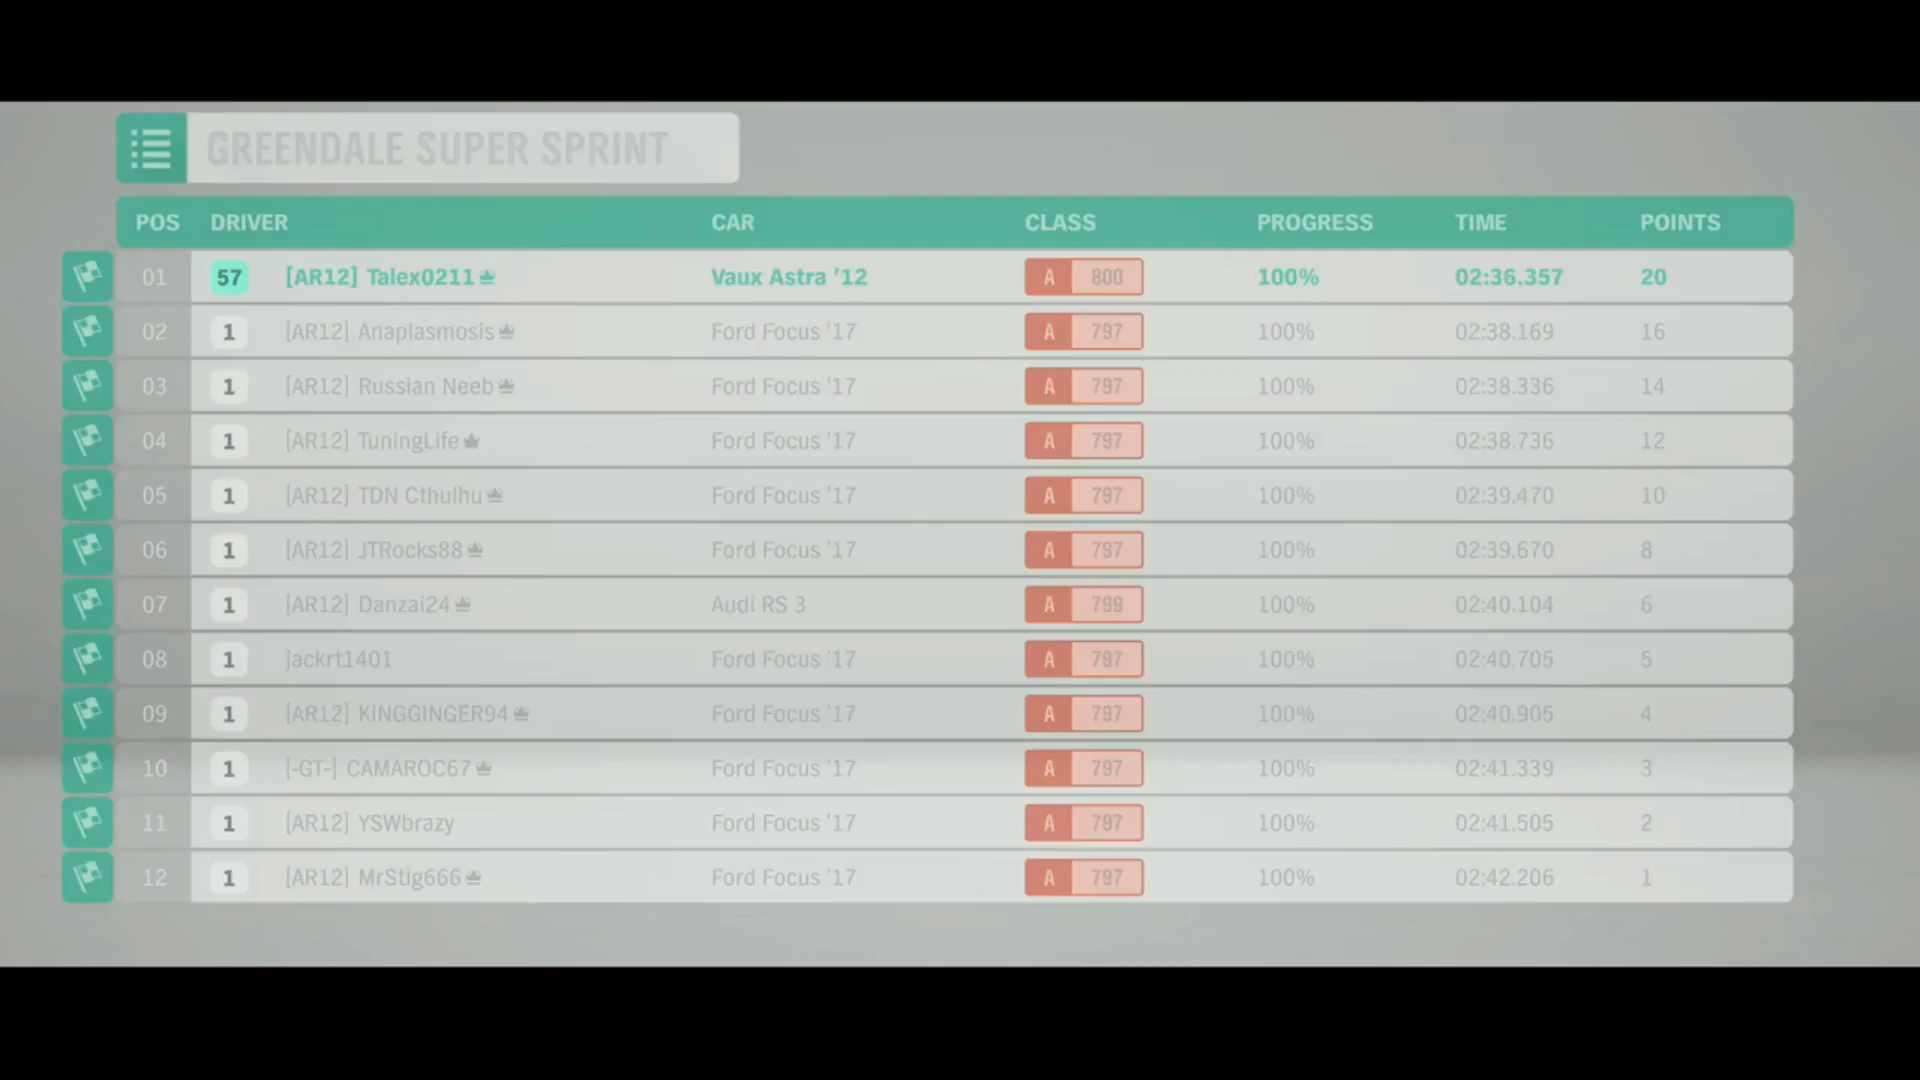 GREENDALE SUPER SPRINT
POS DRIVER CAR CLASS PROGRESS TIME POINTS
01 57 [AR12] Talex0211 Vaux Astra '12 A 800 100% 02:36.357 20
02 1 [AR12] Anaplasmosis Ford Focus '17 A 797 100% 02:38.169 16
03 1 [AR12] Russian Neeb Ford Focus '17 A 797 100% 02:38.336 14
04 1 [AR12] TuningLife Ford Focus '17 A 797 100% 02:38.736 12
05 1 [AR12] TDN Cthulhu Ford Focus '17 A 797 100% 02:39.470 10
06 1 [AR12] JTRocks88 Ford Focus '17 A 797 100% 02:39.670 8
07 1 [AR12] Danzai24 Audi RS 3 A 799 100% 02:40.104 6
08 1 jackrt1401 Ford Focus '17 A 797 100% 02:40.705 5
09 1 [AR12] KINGGINGER94 Ford Focus '17 A 797 100% 02:40.905 4
10 1 [-GT-] CAMAROC67 Ford Focus '17 A 797 100% 02:41.339 3
11 1 [AR12] YSWbrazy Ford Focus '17 A 797 100% 02:41.505 2
12 1 [AR12] MrStig666 Ford Focus '17 A 797 100% 02:42.206 1